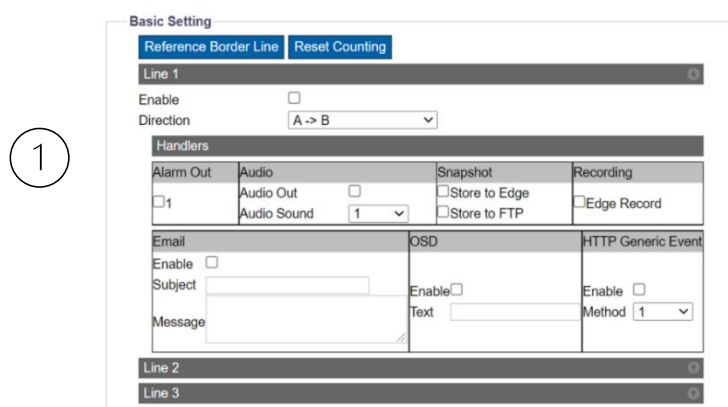 Basic Setting
Reference Border Line Reset Counting
Line 1
Enable
Direction A -> B
1
Handlers
Alarm Out Audio Snapshot Recording
1 Audio Out Store to Edge Edge Record
Audio Sound 1 Store to FTP
Email OSD HTTP Generic Event
Enable
Subject Enable Enable
Message Text Method 1
Line 2
Line 3